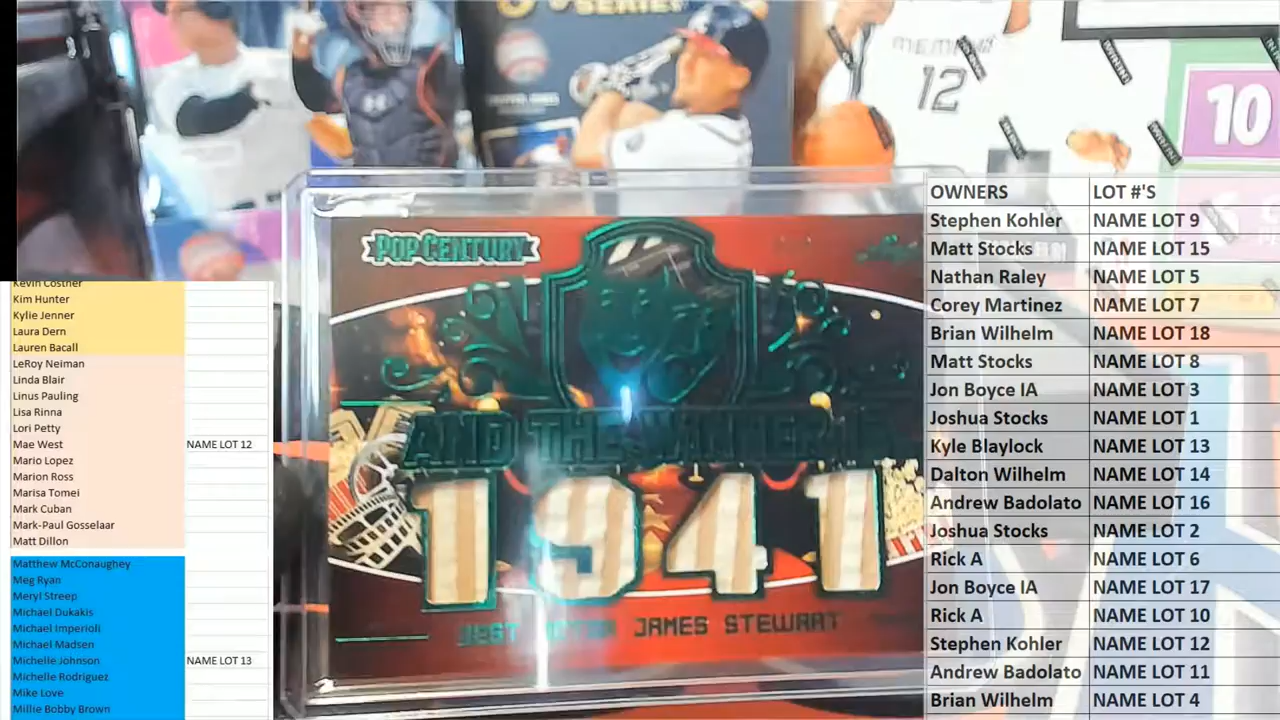 SERIES
MEMPHIS
12
10
POP CENTURY
AND THE WINNER IS
1941
BEST ACTOR JAMES STEWART
Kevin Costner
Kim Hunter
Kylie Jenner
Laura Dern
Lauren Bacall
LeRoy Neiman
Linda Blair
Linus Pauling
Lisa Rinna
Lori Petty
Mae West NAME LOT 12
Mario Lopez
Marion Ross
Marisa Tomei
Mark Cuban
Mark-Paul Gosselaar
Matt Dillon
Matthew McConaughey
Meg Ryan
Meryl Streep
Michael Dukakis
Michael Imperioli
Michael Madsen
Michelle Johnson NAME LOT 13
Michelle Rodriguez
Mike Love
Millie Bobby Brown
OWNERS LOT #'S
Stephen Kohler NAME LOT 9
Matt Stocks NAME LOT 15
Nathan Raley NAME LOT 5
Corey Martinez NAME LOT 7
Brian Wilhelm NAME LOT 18
Matt Stocks NAME LOT 8
Jon Boyce IA NAME LOT 3
Joshua Stocks NAME LOT 1
Kyle Blaylock NAME LOT 13
Dalton Wilhelm NAME LOT 14
Andrew Badolato NAME LOT 16
Joshua Stocks NAME LOT 2
Rick A NAME LOT 6
Jon Boyce IA NAME LOT 17
Rick A NAME LOT 10
Stephen Kohler NAME LOT 12
Andrew Badolato NAME LOT 11
Brian Wilhelm NAME LOT 4